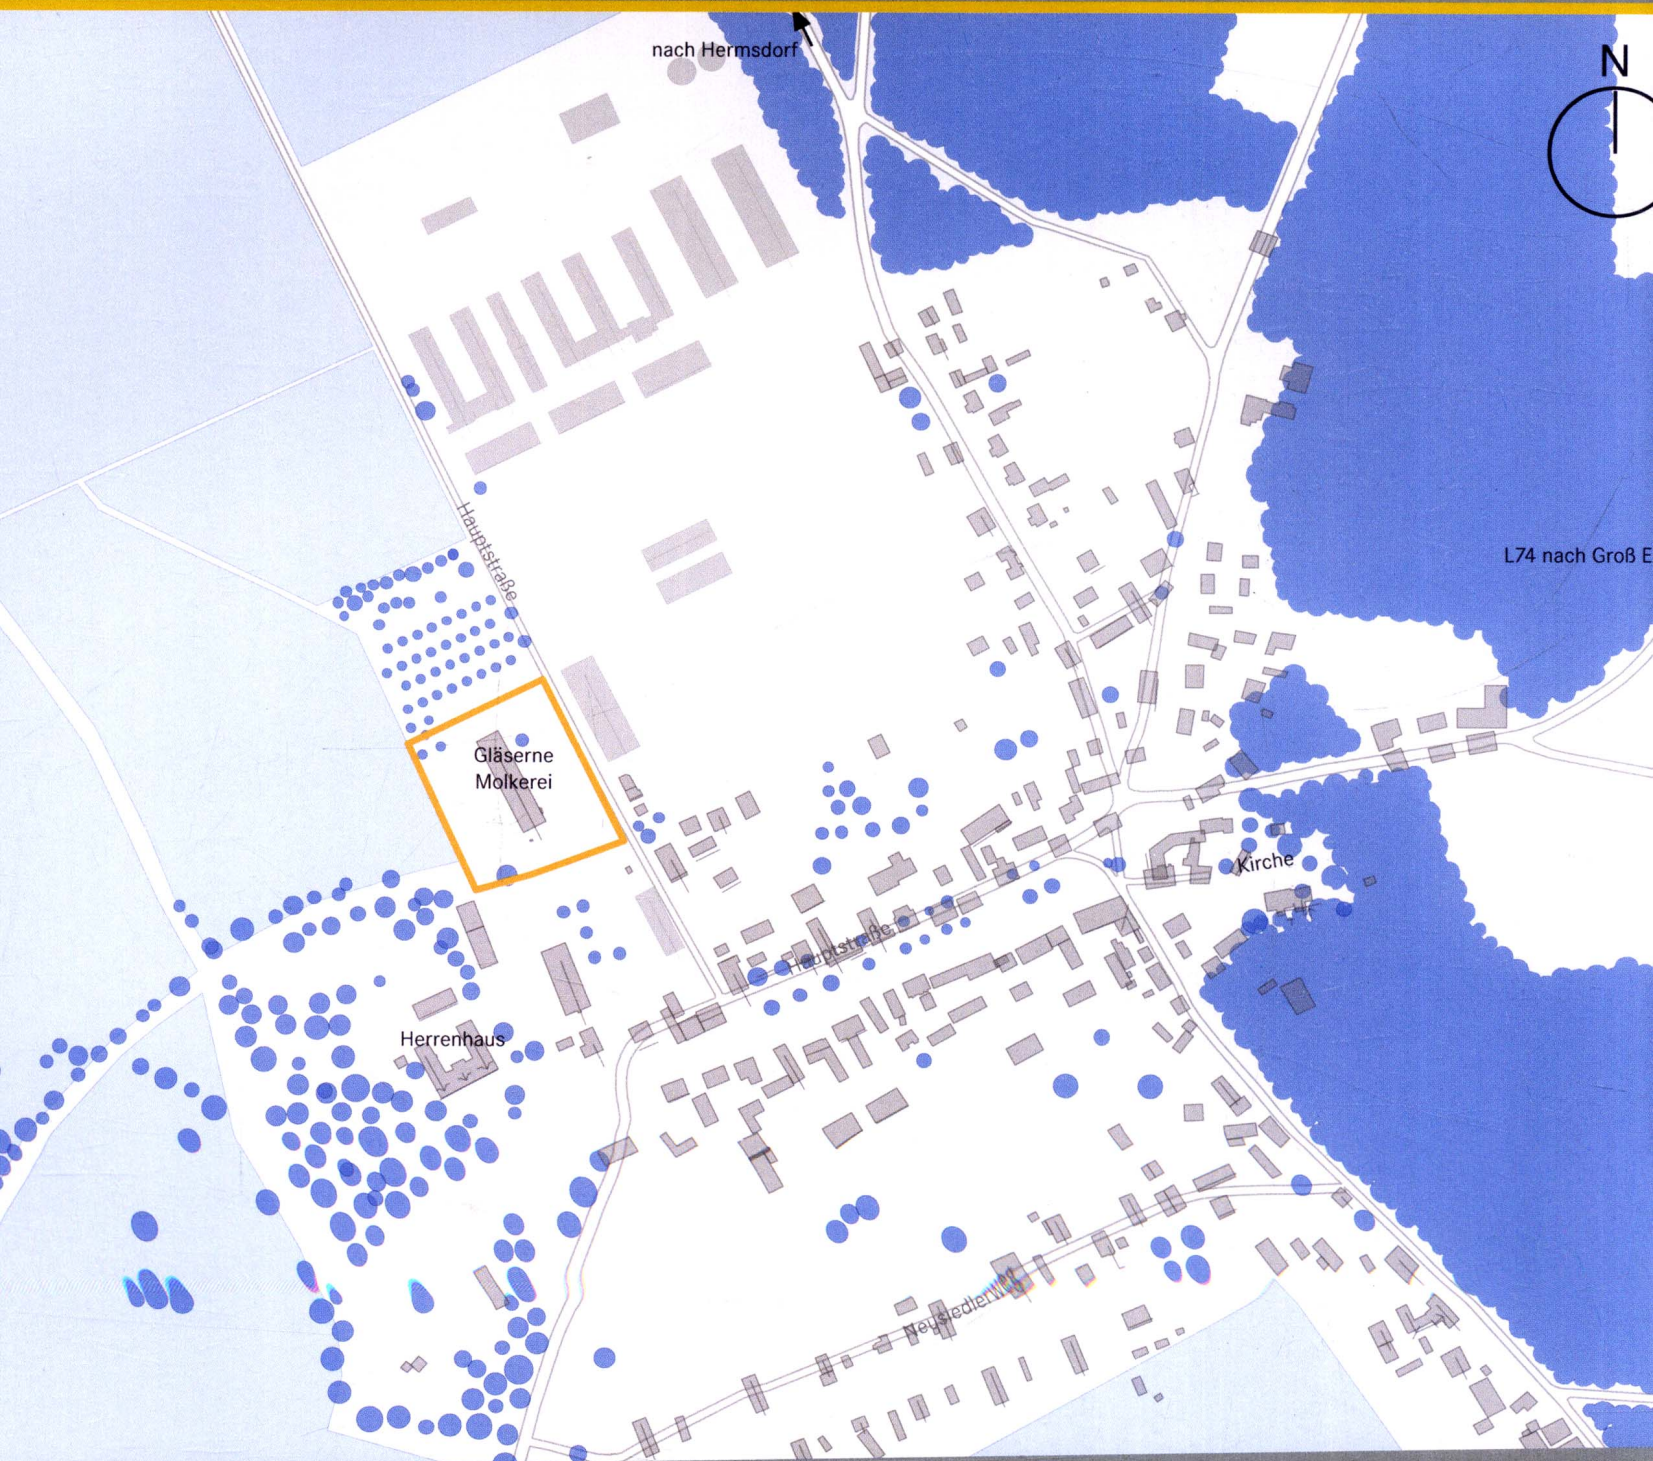 nach Hermsdorf
N
Hauptstraße
L74 nach Groß E
Gläserne
Molkerei
Kirche
Hauptstraße
Herrenhaus
Neusiedlerweg